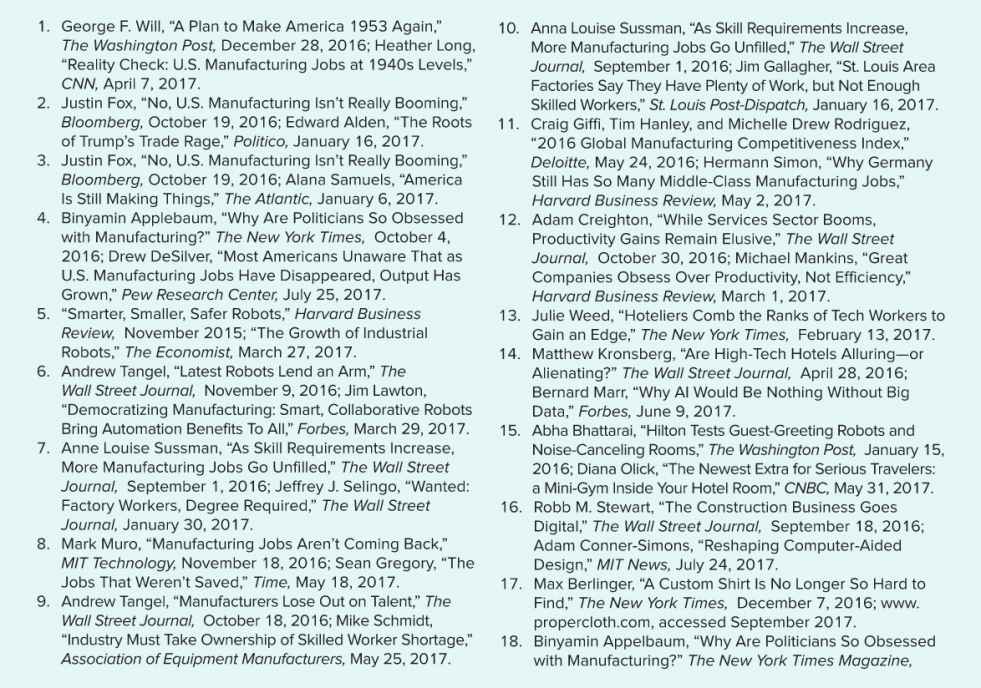 1. George F. Will, “A Plan to Make America 1953 Again,”
The Washington Post, December 28, 2016; Heather Long,
“Reality Check: U.S. Manufacturing Jobs at 1940s Levels,”
CNN, April 7, 2017.
2. Justin Fox, “No, U.S. Manufacturing Isn’t Really Booming,”
Bloomberg, October 19, 2016; Edward Alden, “The Roots
of Trump’s Trade Rage,” Politico, January 16, 2017.
3. Justin Fox, “No, U.S. Manufacturing Isn’t Really Booming,”
Bloomberg, October 19, 2016; Alana Samuels, “America
Is Still Making Things,” The Atlantic, January 6, 2017.
4. Binyamin Applebaum, “Why Are Politicians So Obsessed
with Manufacturing?” The New York Times, October 4,
2016; Drew DeSilver, “Most Americans Unaware That as
U.S. Manufacturing Jobs Have Disappeared, Output Has
Grown,” Pew Research Center, July 25, 2017.
5. “Smarter, Smaller, Safer Robots,” Harvard Business
Review, November 2015; “The Growth of Industrial
Robots,” The Economist, March 27, 2017.
6. Andrew Tangel, “Latest Robots Lend an Arm,” The
Wall Street Journal, November 9, 2016; Jim Lawton,
“Democratizing Manufacturing: Smart, Collaborative Robots
Bring Automation Benefits To All,” Forbes, March 29, 2017.
7. Anne Louise Sussman, “As Skill Requirements Increase,
More Manufacturing Jobs Go Unfilled,” The Wall Street
Journal, September 1, 2016; Jeffrey J. Selingo, “Wanted:
Factory Workers, Degree Required,” The Wall Street
Journal, January 30, 2017.
8. Mark Muro, “Manufacturing Jobs Aren’t Coming Back,”
MIT Technology, November 18, 2016; Sean Gregory, “The
Jobs That Weren’t Saved,” Time, May 18, 2017.
9. Andrew Tangel, “Manufacturers Lose Out on Talent,” The
Wall Street Journal, October 18, 2016; Mike Schmidt,
“Industry Must Take Ownership of Skilled Worker Shortage,”
Association of Equipment Manufacturers, May 25, 2017.
10. Anna Louise Sussman, “As Skill Requirements Increase,
More Manufacturing Jobs Go Unfilled,” The Wall Street
Journal, September 1, 2016; Jim Gallagher, “St. Louis Area
Factories Say They Have Plenty of Work, but Not Enough
Skilled Workers,” St. Louis Post-Dispatch, January 16, 2017.
11. Craig Giffi, Tim Hanley, and Michelle Drew Rodriguez,
“2016 Global Manufacturing Competitiveness Index,”
Deloitte, May 24, 2016; Hermann Simon, “Why Germany
Still Has So Many Middle-Class Manufacturing Jobs,”
Harvard Business Review, May 2, 2017.
12. Adam Creighton, “While Services Sector Booms,
Productivity Gains Remain Elusive,” The Wall Street
Journal, October 30, 2016; Michael Mankins, “Great
Companies Obsess Over Productivity, Not Efficiency,”
Harvard Business Review, March 1, 2017.
13. Julie Weed, “Hoteliers Comb the Ranks of Tech Workers to
Gain an Edge,” The New York Times, February 13, 2017.
14. Matthew Kronsberg, “Are High-Tech Hotels Alluring—or
Alienating?” The Wall Street Journal, April 28, 2016;
Bernard Marr, “Why AI Would Be Nothing Without Big
Data,” Forbes, June 9, 2017.
15. Abha Bhattarai, “Hilton Tests Guest-Greeting Robots and
Noise-Canceling Rooms,” The Washington Post, January 15,
2016; Diana Olick, “The Newest Extra for Serious Travelers:
a Mini-Gym Inside Your Hotel Room,” CNBC, May 31, 2017.
16. Robb M. Stewart, “The Construction Business Goes
Digital,” The Wall Street Journal, September 18, 2016;
Adam Conner-Simons, “Reshaping Computer-Aided
Design,” MIT News, July 24, 2017.
17. Max Berlinger, “A Custom Shirt Is No Longer So Hard to
Find,” The New York Times, December 7, 2016; www.
propercloth.com, accessed September 2017.
18. Binyamin Appelbaum, “Why Are Politicians So Obsessed
with Manufacturing?” The New York Times Magazine,